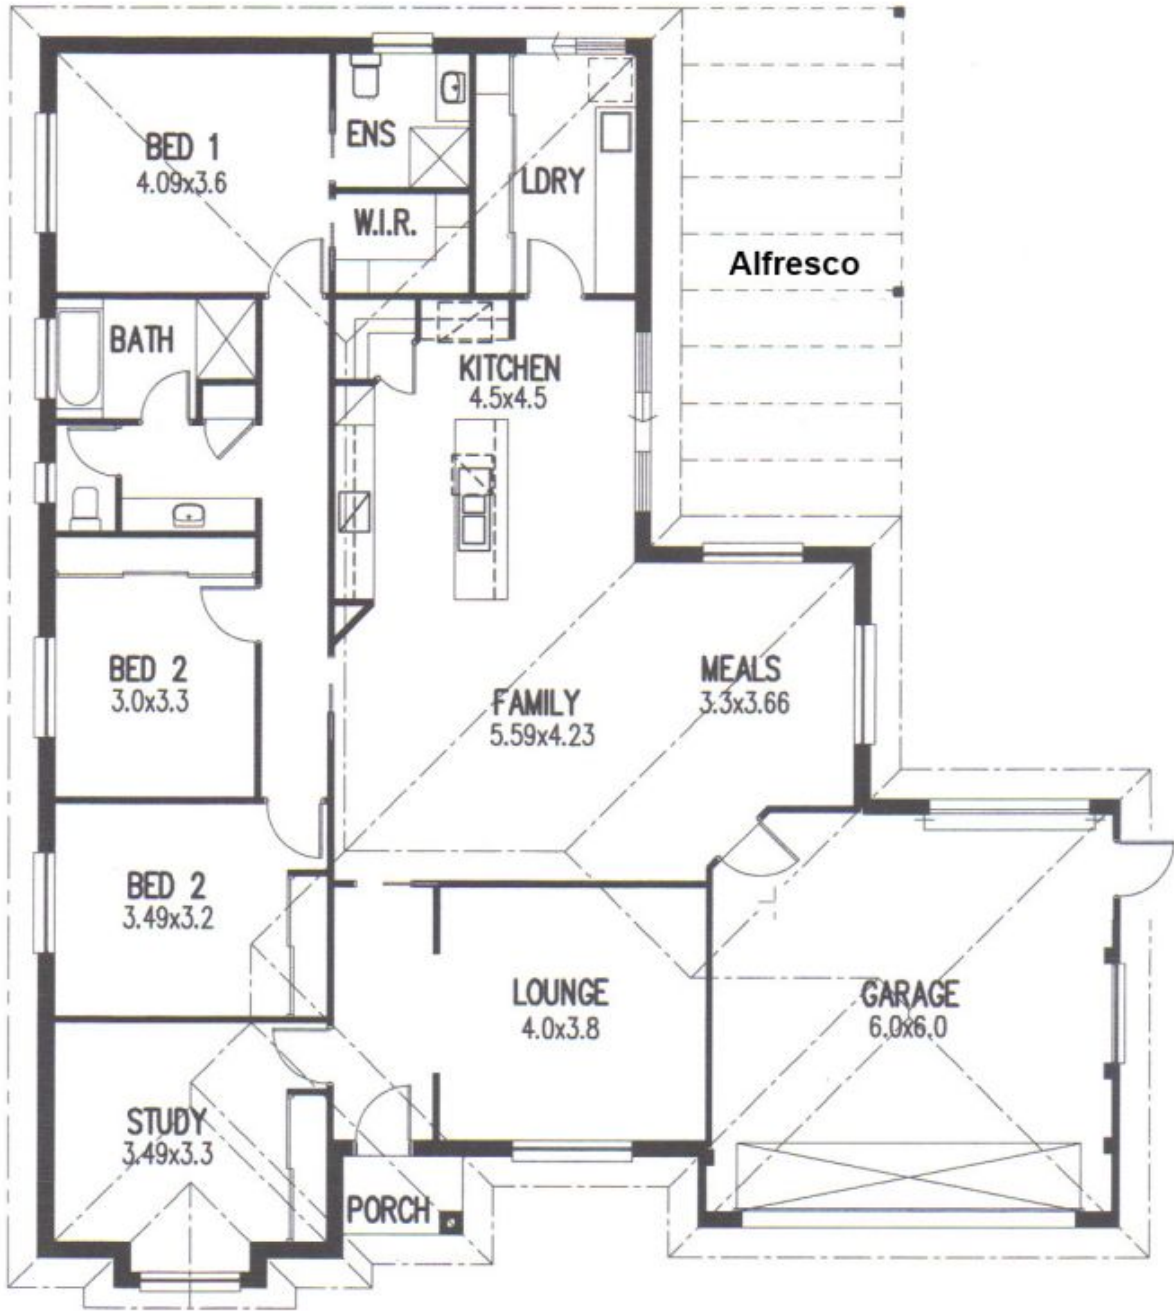 BED 1
4.09x3.6
ENS
W.I.R.
LDRY
Alfresco
BATH
KITCHEN
4.5x4.5
BED 2
3.0x3.3
FAMILY
5.59x4.23
MEALS
3.3x3.66
BED 2
3.49x3.2
LOUNGE
4.0x3.8
GARAGE
6.0x6.0
STUDY
3.49x3.3
PORCH